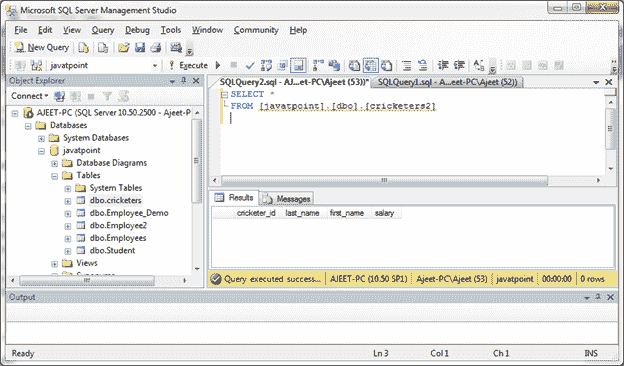 Microsoft SQL Server Management Studio
File Edit View Query Debug Tools Window Community Help
New Query
javatpoint Execute
Object Explorer
Connect
AJEET-PC (SQL Server 10.50.2500 - Ajeet-P
Databases
System Databases
javatpoint
Database Diagrams
Tables
System Tables
dbo.cricketers
dbo.Employee_Demo
dbo.Employee2
dbo.Employees
dbo.Student
Views
SQLQuery2.sql - AJ...eet-PC\Ajeet (53))* SQLQuery1.sql - A...eet-PC\Ajeet (52))
SELECT *
FROM [javatpoint].[dbo].[cricketers2]
Results Messages
cricketer_id last_name first_name salary
Query executed success... AJEET-PC (10.50 SP1) Ajeet-PC\Ajeet (53) javatpoint 00:00:00 0 rows
Output
Ready Ln 3 Col 1 Ch 1 INS